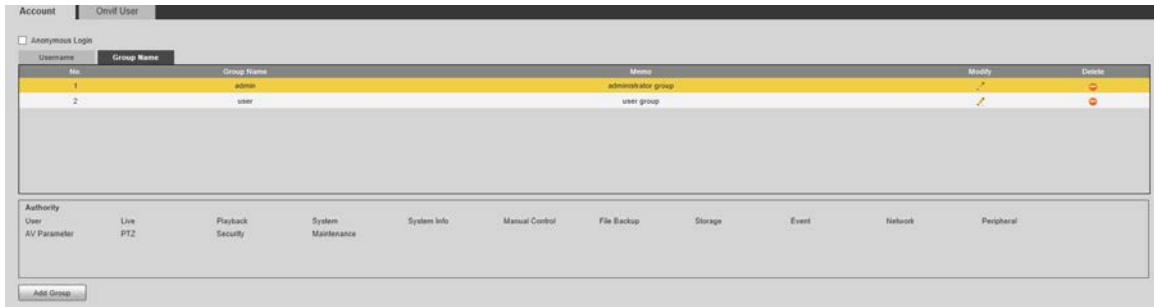 Account Onvif User
Anonymous Login
Username Group Name
No. Group Name Memo Modify Delete
1 admin administrator group
2 user user group
Authority
User Live Playback System System Info Manual Control File Backup Storage Event Network Peripheral
AV Parameter PTZ Security Maintenance
Add Group